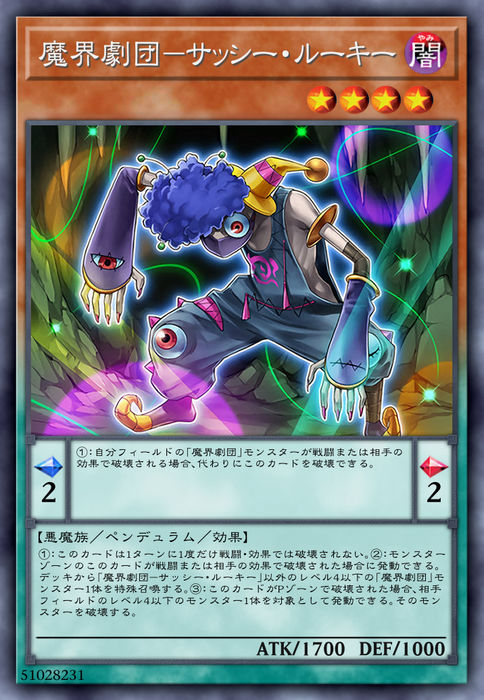 魔界劇団－サッシー・ルーキー
やみ
闇
①：自分フィールドの「魔界劇団」モンスターが戦闘または相手の
効果で破壊される場合、代わりにこのカードを破壊できる。
2
2
【悪魔族／ペンデュラム／効果】
①：このカードは1ターンに1度だけ戦闘・効果では破壊されない。②：モンスター
ゾーンのこのカードが戦闘または相手の効果で破壊された場合に発動できる。
デッキから「魔界劇団－サッシー・ルーキー」以外のレベル4以下の「魔界劇団」モ
ンスター1体を特殊召喚する。③：このカードがPゾーンで破壊された場合、相手
フィールドのレベル4以下のモンスター1体を対象として発動できる。そのモン
スターを破壊する。
ATK/1700 DEF/1000
51028231